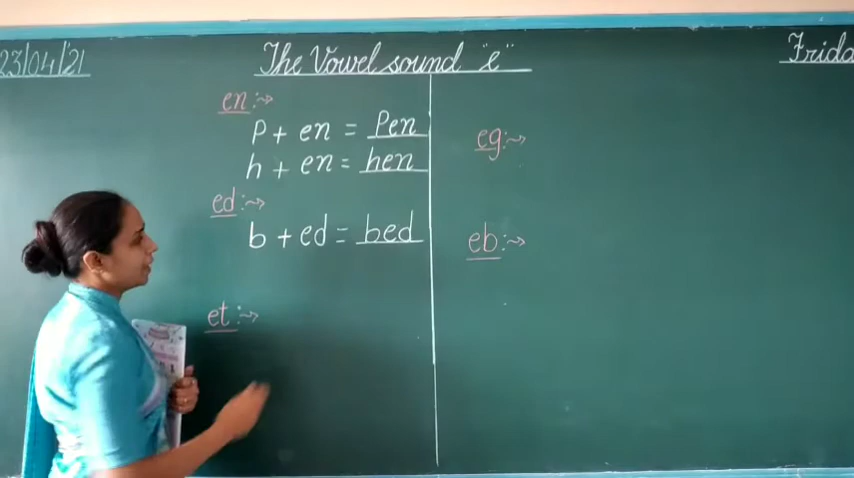 23/04/'21
The Vowel sound "e"
Frida
en:→
p + en = Pen
h + en = hen
ed:→
b + ed = bed
et:→
eg:→
eb:→